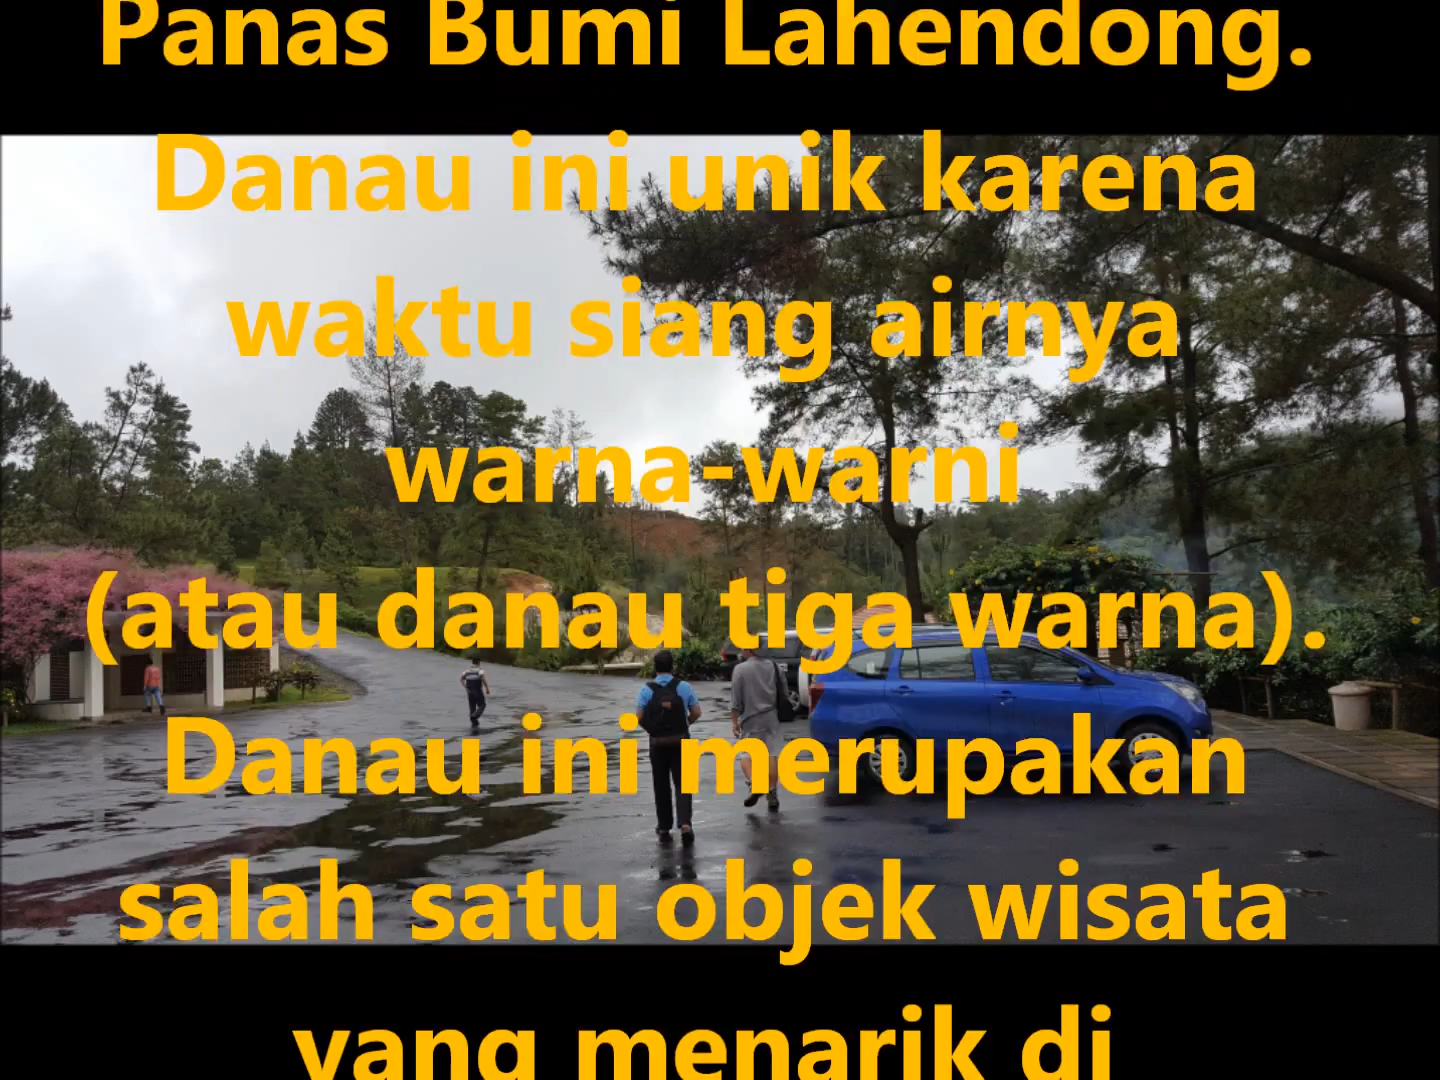 Panas Bumi Lahendong.
Danau ini unik karena
waktu siang airnya
warna-warni
(atau danau tiga warna).
Danau ini merupakan
salah satu objek wisata
yang menarik di